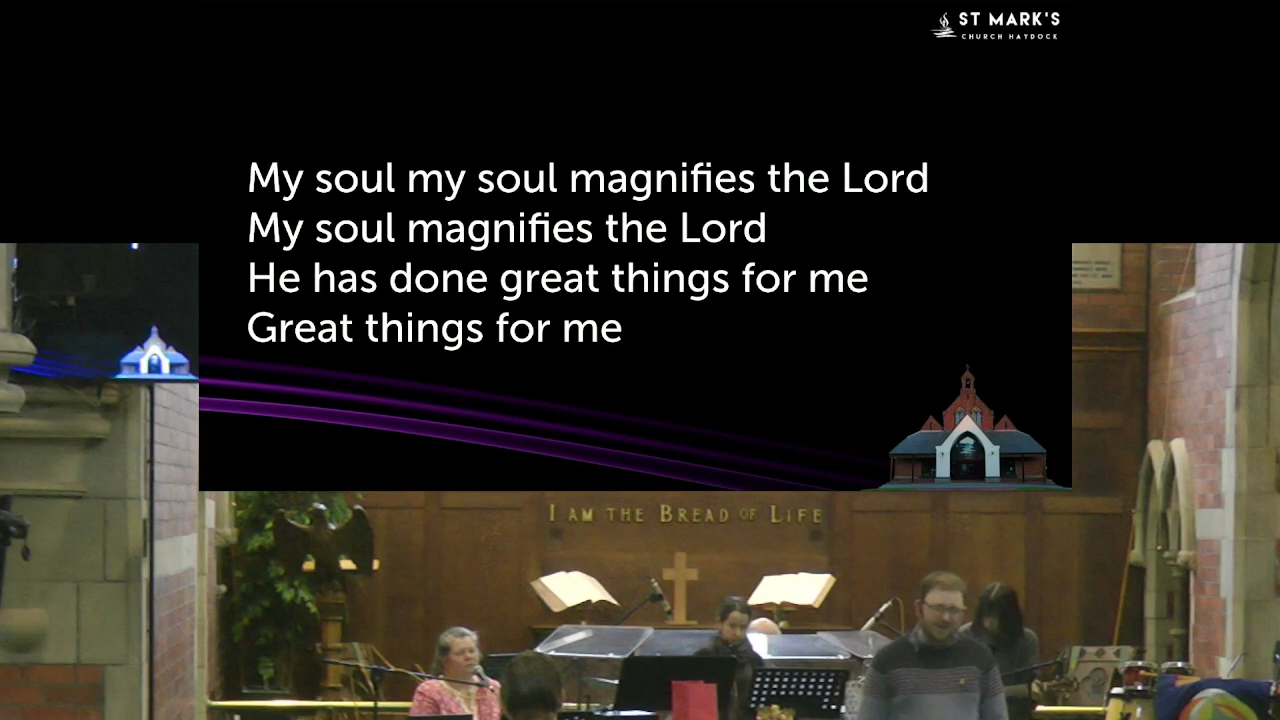 ST MARK'S
CHURCH HAYDOCK
My soul my soul magnifies the Lord
My soul magnifies the Lord
He has done great things for me
Great things for me
I AM THE BREAD OF LIFE